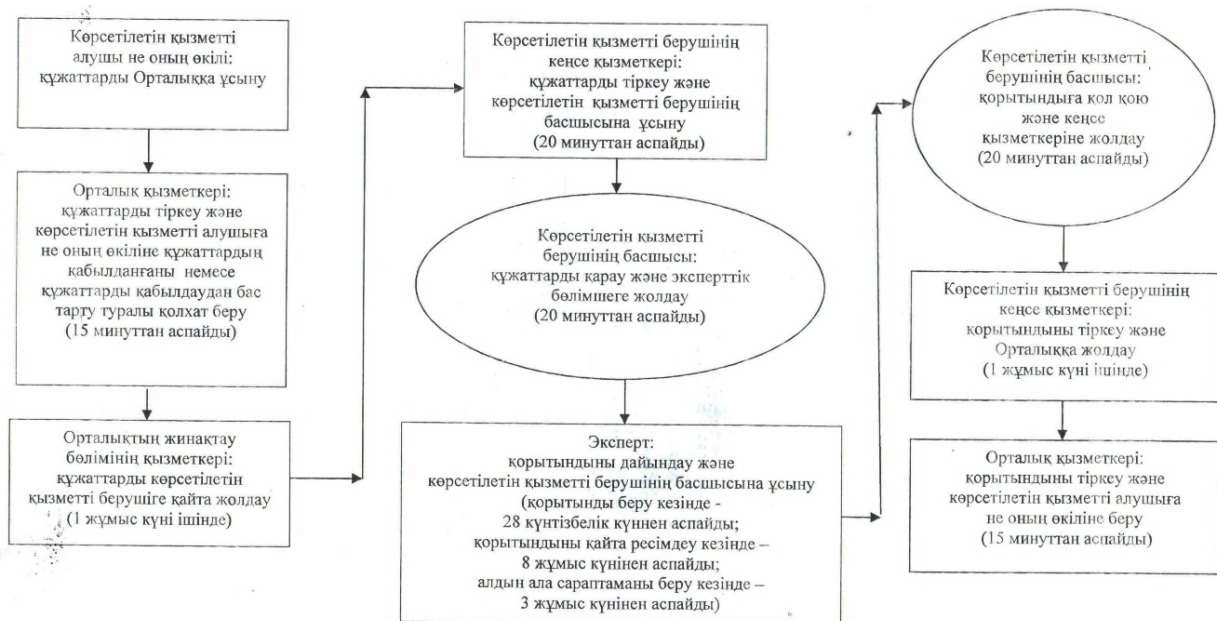 Көрсетілетін қызметті
алушы не оның өкілі:
құжаттарды Орталыққа ұсыну
Орталық қызметкері:
құжаттарды тіркеу және
көрсетілетін қызметті алушыға
не оның өкіліне құжаттардың
қабылданғаны немесе
құжаттарды қабылдаудан бас
тарту туралы қолхат беру
(15 минуттан аспайды)
Орталықтың жинақтау
бөлімінің қызметкері:
құжаттарды көрсетілетін
қызметті берушіге қайта жолдау
(1 жұмыс күні ішінде)
Көрсетілетін қызметті берушінің
кеңсе қызметкері:
құжаттарды тіркеу және
көрсетілетін қызметті берушінің
басшысына ұсыну
(20 минуттан аспайды)
Көрсетілетін қызметті
берушінің басшысы:
құжаттарды қарау және эксперттік
бөлімшеге жолдау
(20 минуттан аспайды)
Эксперт:
қорытындыны дайындау және
көрсетілетін қызметті берушінің басшысына ұсыну
(қорытынды беру кезінде -
28 күнтізбелік күннен аспайды;
қорытындыны қайта ресімдеу кезінде –
8 жұмыс күнінен аспайды;
алдын ала сараптаманы беру кезінде –
3 жұмыс күнінен аспайды)
Көрсетілетін қызметті
берушінің басшысы:
қорытындыға қол қою
және кеңсе
қызметкеріне жолдау
(20 минуттан аспайды)
Көрсетілетін қызметті берушінің
кеңсе қызметкері:
қорытындыны тіркеу және
Орталыққа жолдау
(1 жұмыс күні ішінде)
Орталық қызметкері:
қорытындыны тіркеу және
көрсетілетін қызметті алушыға
не оның өкіліне беру
(15 минуттан аспайды)